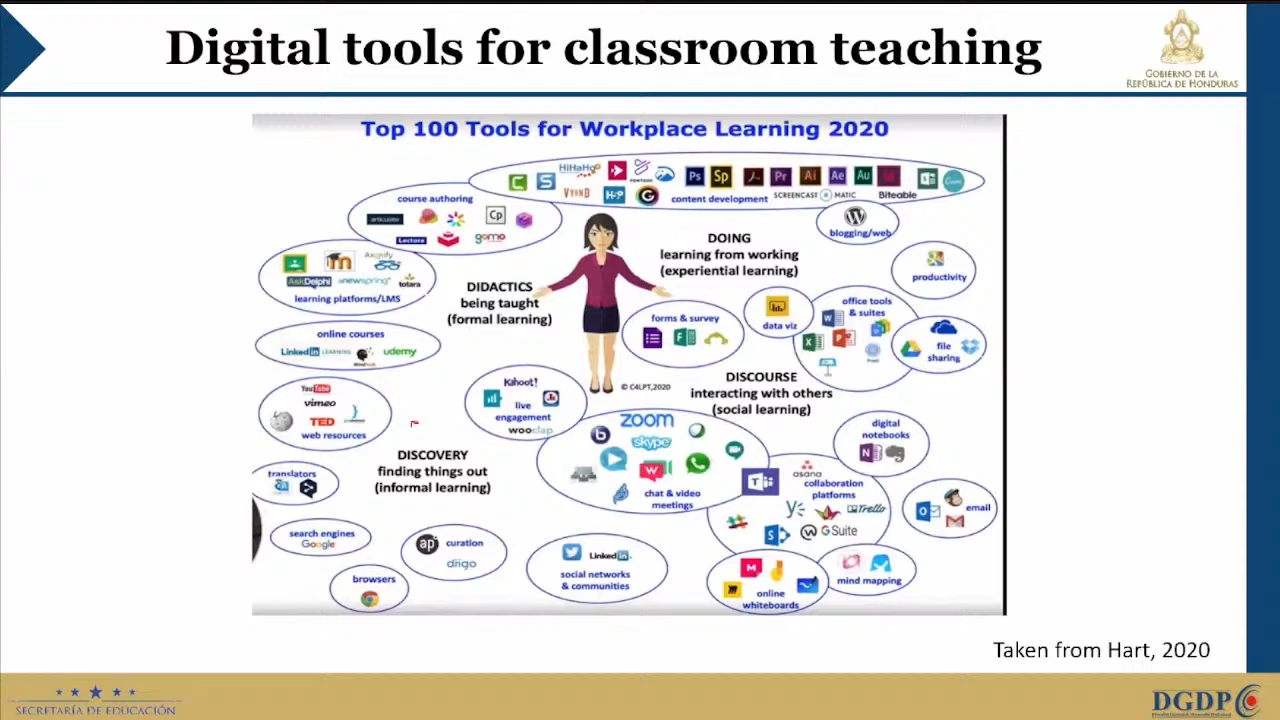 Digital tools for classroom teaching
GOBIERNO DE LA
REPÚBLICA DE HONDURAS
Top 100 Tools for Workplace Learning 2020
HiHaHo
POWTOON
Ps
Sp
Pr
Ai
Ae
Au
VYOND
H-P
content development
SCREENCAST MATIC
Biteable
course authoring
articulate
Cp
Lectora
gomo
blogging/web
DOING
learning from working
(experiential learning)
productivity
Axonify
AskDelphi
anewspring
totara
learning platforms/LMS
DIDACTICS
being taught
(formal learning)
forms & survey
data viz
office tools
& suites
file
sharing
online courses
LinkedIn LEARNING
udemy
© C4LPT,2020
DISCOURSE
interacting with others
(social learning)
YouTube
vimeo
TED
web resources
Kahoot!
live
engagement
wooclap
zoom
skype
chat & video
meetings
digital
notebooks
DISCOVERY
finding things out
(informal learning)
translators
asana
collaboration
platforms
Trello
G Suite
email
search engines
Google
ap
curation
dirigo
LinkedIn
social networks
& communities
online
whiteboards
mind mapping
browsers
Taken from Hart, 2020
SECRETARÍA DE EDUCACIÓN
DGDP